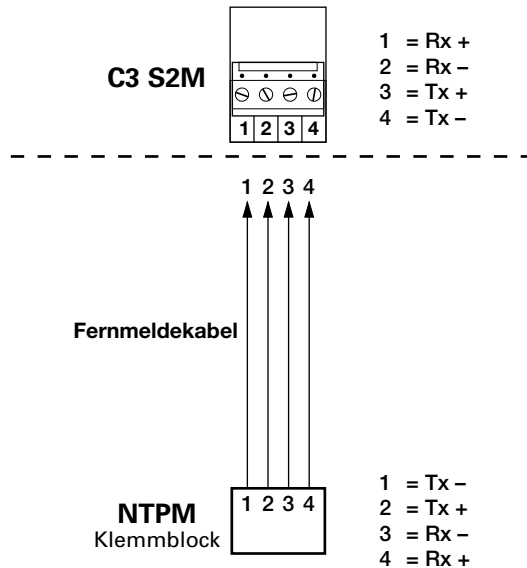 C3 S2M
1 2 3 4
1 = Rx +
2 = Rx –
3 = Tx +
4 = Tx –
1 2 3 4
Fernmeldekabel
1 2 3 4
NTPM
Klemmblock
1 = Tx –
2 = Tx +
3 = Rx –
4 = Rx +